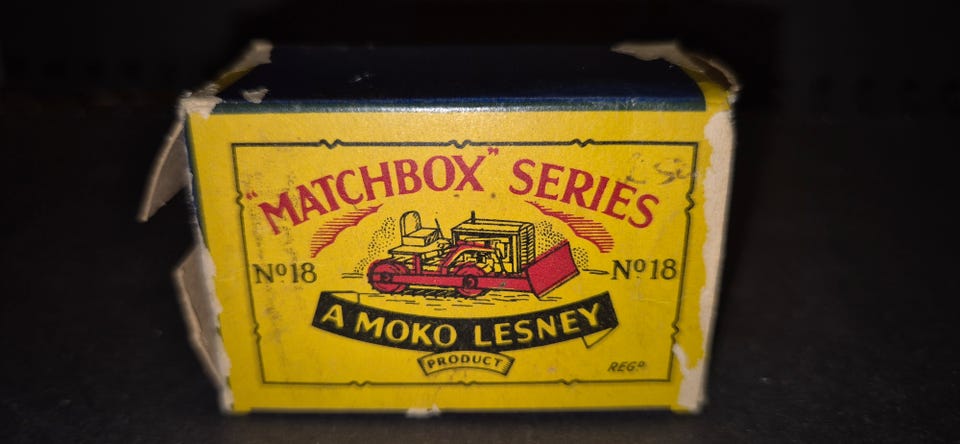 "MATCHBOX" SERIES
Nº18 Nº18
A MOKO LESNEY
PRODUCT
REGD